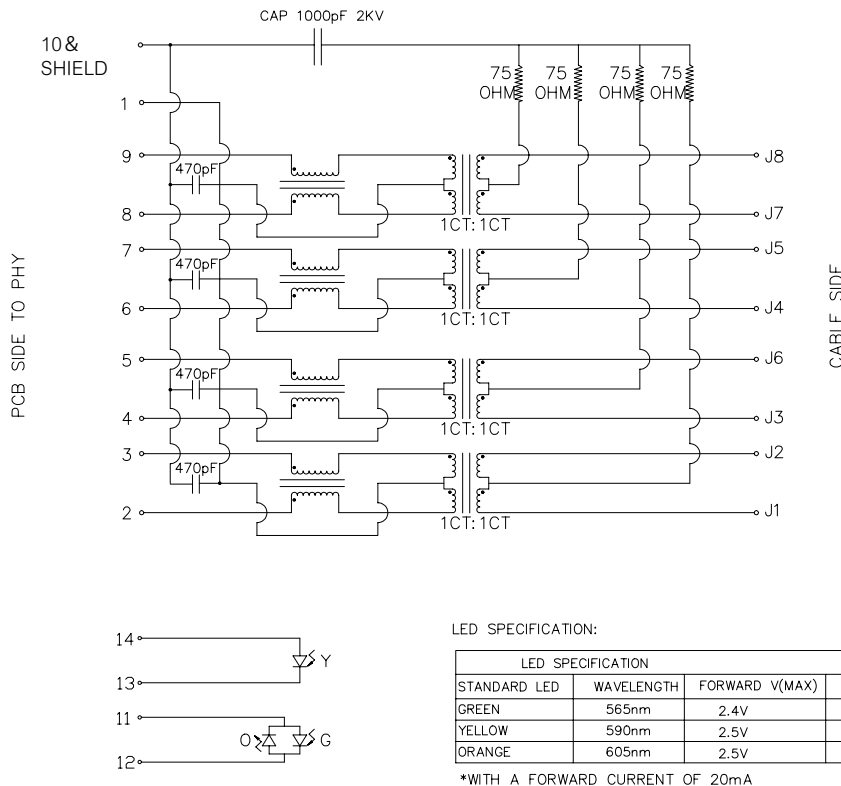 CAP 1000pF 2KV
10&
SHIELD
75
OHM
75
OHM
75
OHM
75
OHM
1
9
470pF
8
1CT:1CT
J8
J7
7
470pF
6
1CT:1CT
J5
J4
5
470pF
4
1CT:1CT
J6
J3
3
470pF
2
1CT:1CT
J2
J1
PCB SIDE TO PHY
CABLE SIDE
14
Y
13
11
O
G
12
LED SPECIFICATION:
LED SPECIFICATION
STANDARD LED WAVELENGTH FORWARD V(MAX)
GREEN 565nm 2.4V
YELLOW 590nm 2.5V
ORANGE 605nm 2.5V
*WITH A FORWARD CURRENT OF 20mA